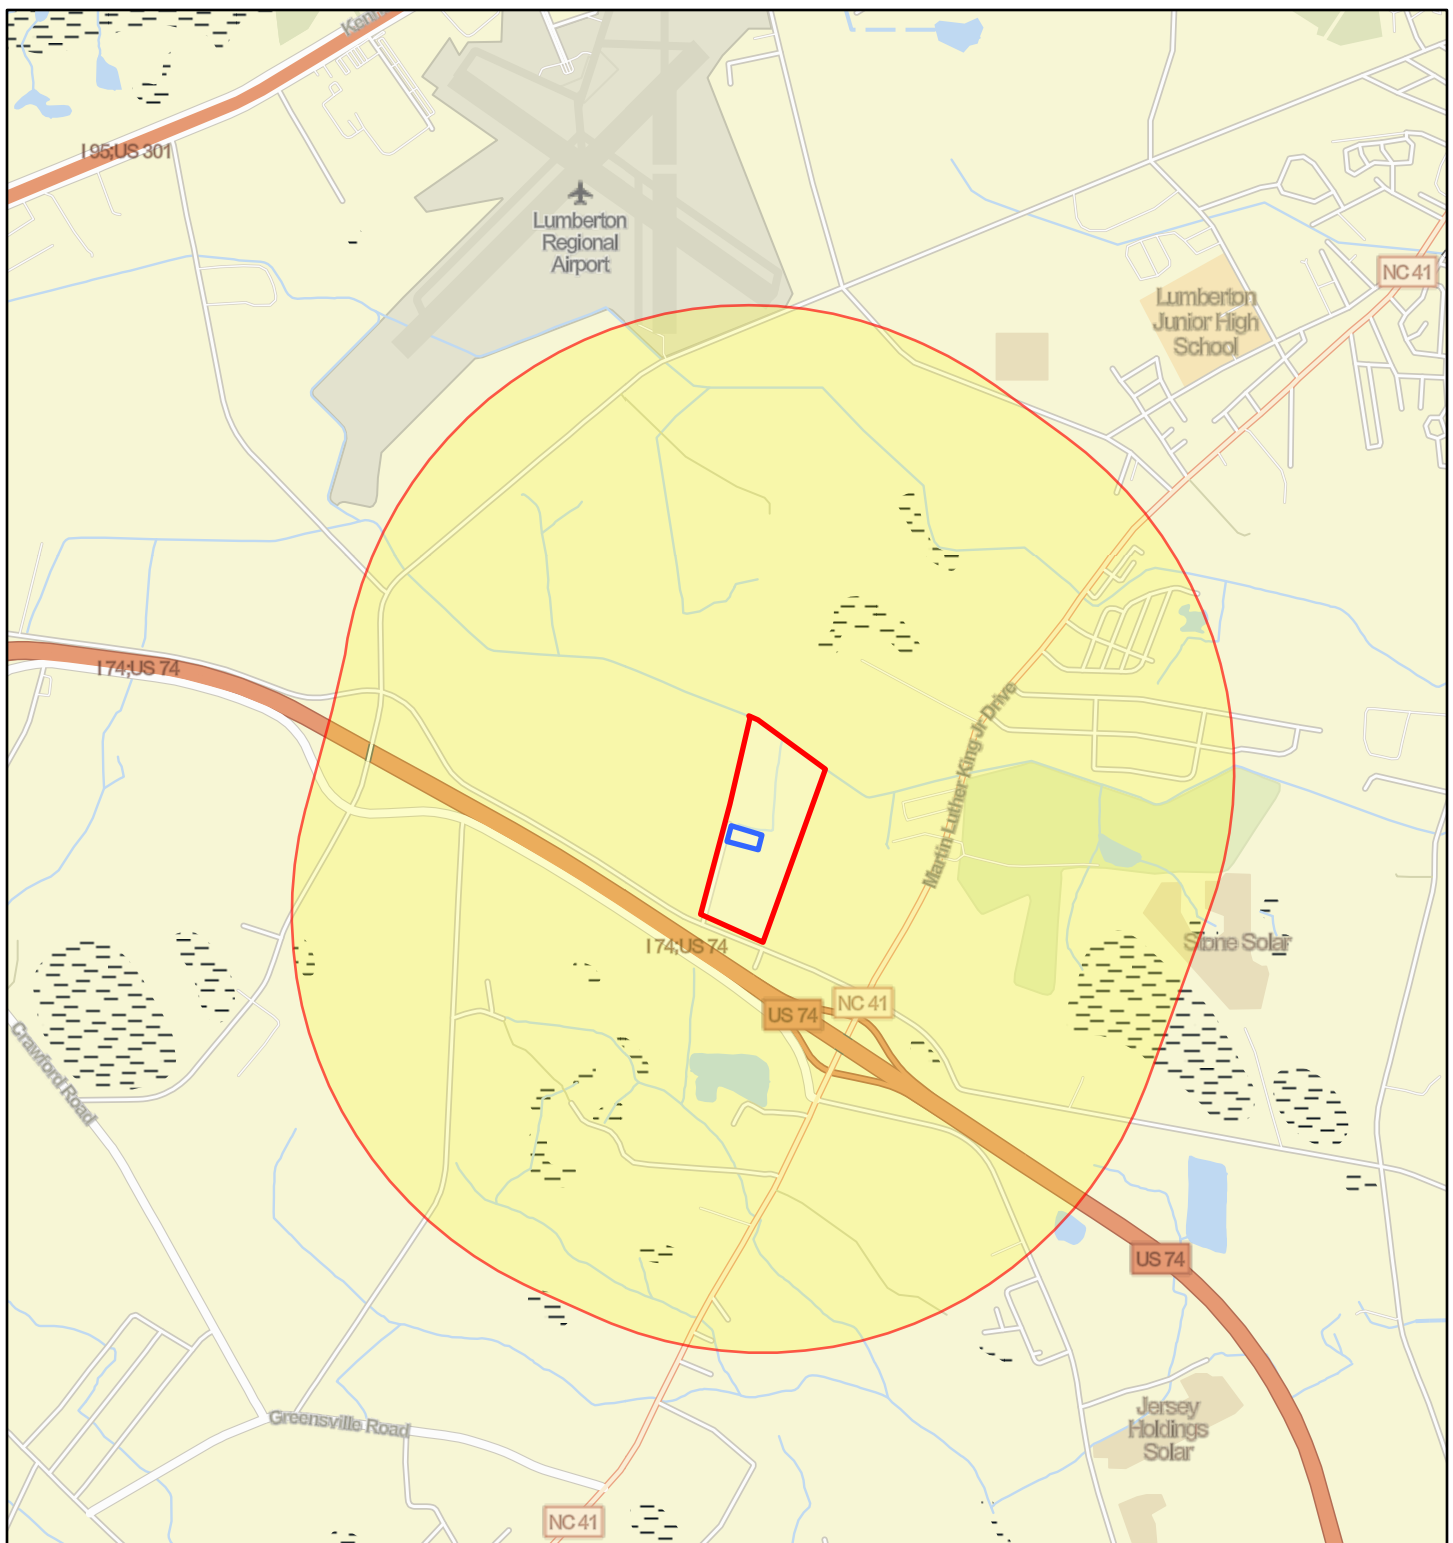 I 95;US 301
Lumberton
Regional
Airport
NC 41
Lumberton
Junior High
School
I 74;US 74
Martin Luther King Jr Drive
Stone Solar
I 74;US 74
NC 41
US 74
Crawford Road
US 74
Jersey
Holdings
Solar
Greensville Road
NC 41